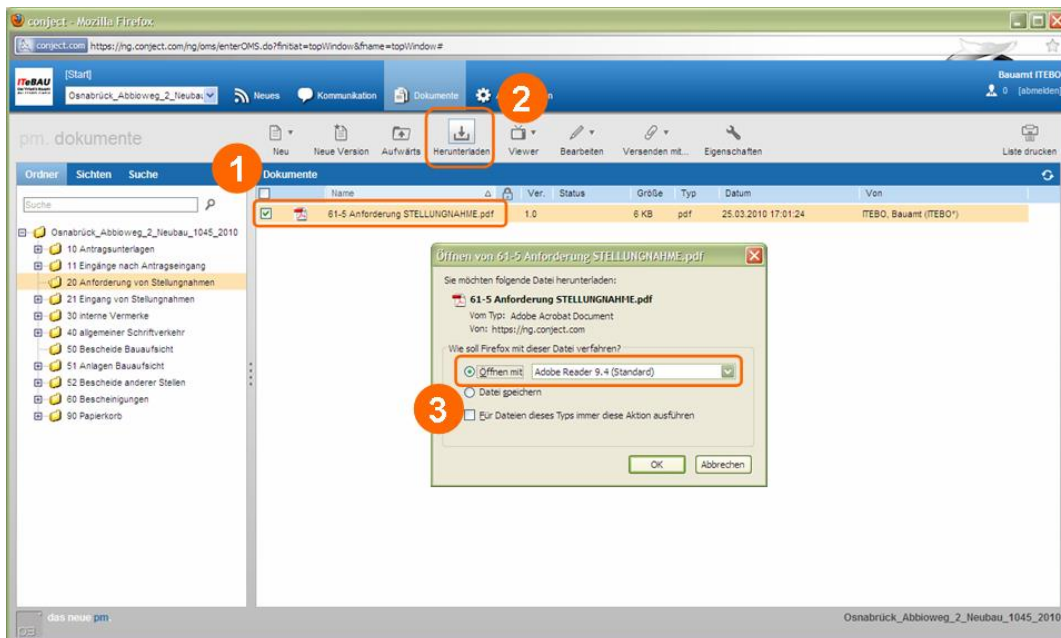 conject - Mozilla Firefox
conject.com https://ng.conject.com/ng/oms/enterOMS.do?finitiat=topWindow&fname=topWindow#
ITeBAU
[Start]
Bauamt ITEBO
Osnabrück_Abbioweg_2_Neubau
Neues
Kommunikation
Dokumente
2
0 [abmelden]
pm. dokumente
Neu
Neue Version
Aufwärts
Herunterladen
Viewer
Bearbeiten
Versenden mit...
Eigenschaften
Liste drucken
1
Ordner Sichten Suche
Dokumente
Name Ver. Status Größe Typ Datum Von
Suche
61-5 Anforderung STELLUNGNAHME.pdf 1.0 6 KB pdf 25.03.2010 17:01:24 ITEBO, Bauamt (ITEBO*)
Osnabrück_Abbioweg_2_Neubau_1045_2010
10 Antragsunterlagen
11 Eingänge nach Antragseingang
20 Anforderung von Stellungnahmen
21 Eingang von Stellungnahmen
30 interne Vermerke
40 allgemeiner Schriftverkehr
50 Bescheide Bauaufsicht
51 Anlagen Bauaufsicht
52 Bescheide anderer Stellen
60 Bescheinigungen
90 Papierkorb
Öffnen von 61-5 Anforderung STELLUNGNAHME.pdf
Sie möchten folgende Datei herunterladen:
61-5 Anforderung STELLUNGNAHME.pdf
Vom Typ: Adobe Acrobat Document
Von: https://ng.conject.com
Wie soll Firefox mit dieser Datei verfahren?
Öffnen mit Adobe Reader 9.4 (Standard)
Datei speichern
3
Für Dateien dieses Typs immer diese Aktion ausführen
OK Abbrechen
das neue pm.
Osnabrück_Abbioweg_2_Neubau_1045_2010